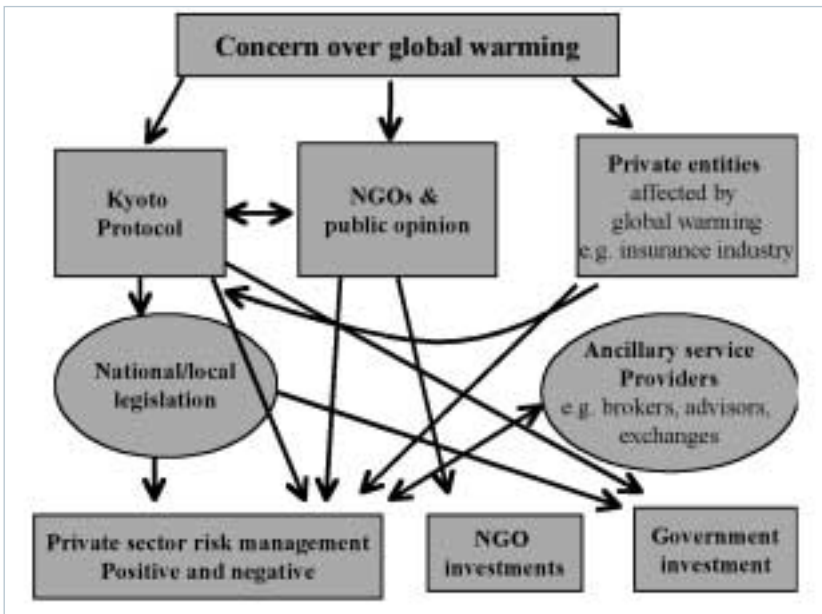 Concern over global warming
Kyoto
Protocol
NGOs &
public opinion
Private entities
affected by
global warming
e.g. insurance industry
National/local
legislation
Ancillary service
Providers
e.g. brokers, advisors,
exchanges
Private sector risk management
Positive and negative
NGO
investments
Government
investment